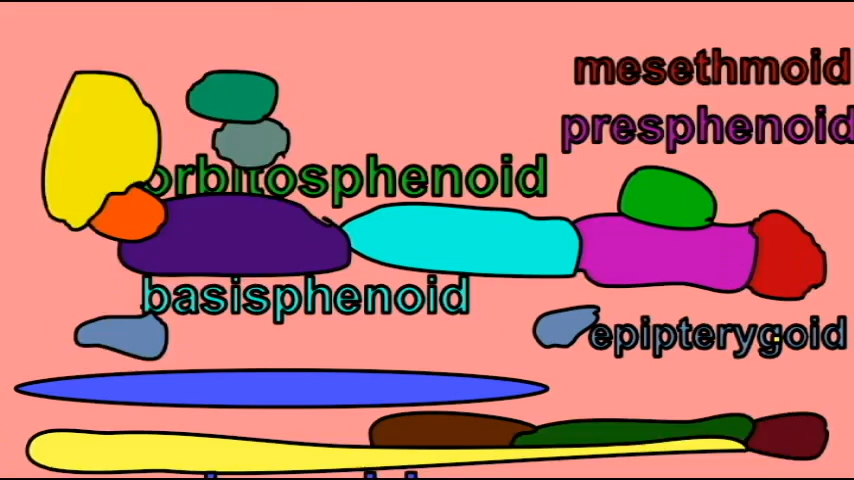 mesethmoid
presphenoid
orbitosphenoid
basisphenoid
epipterygoid